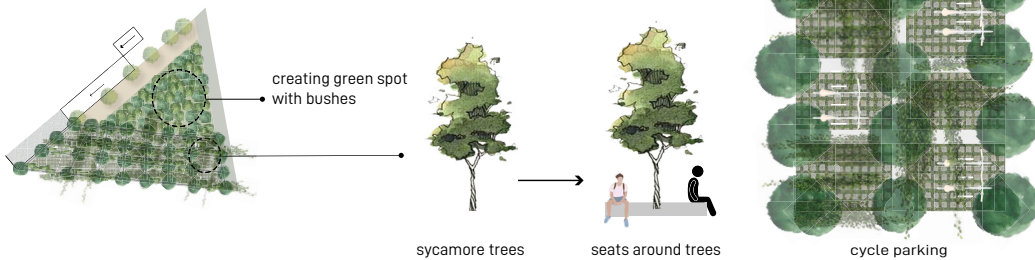 creating green spot
with bushes
sycamore trees
seats around trees
cycle parking